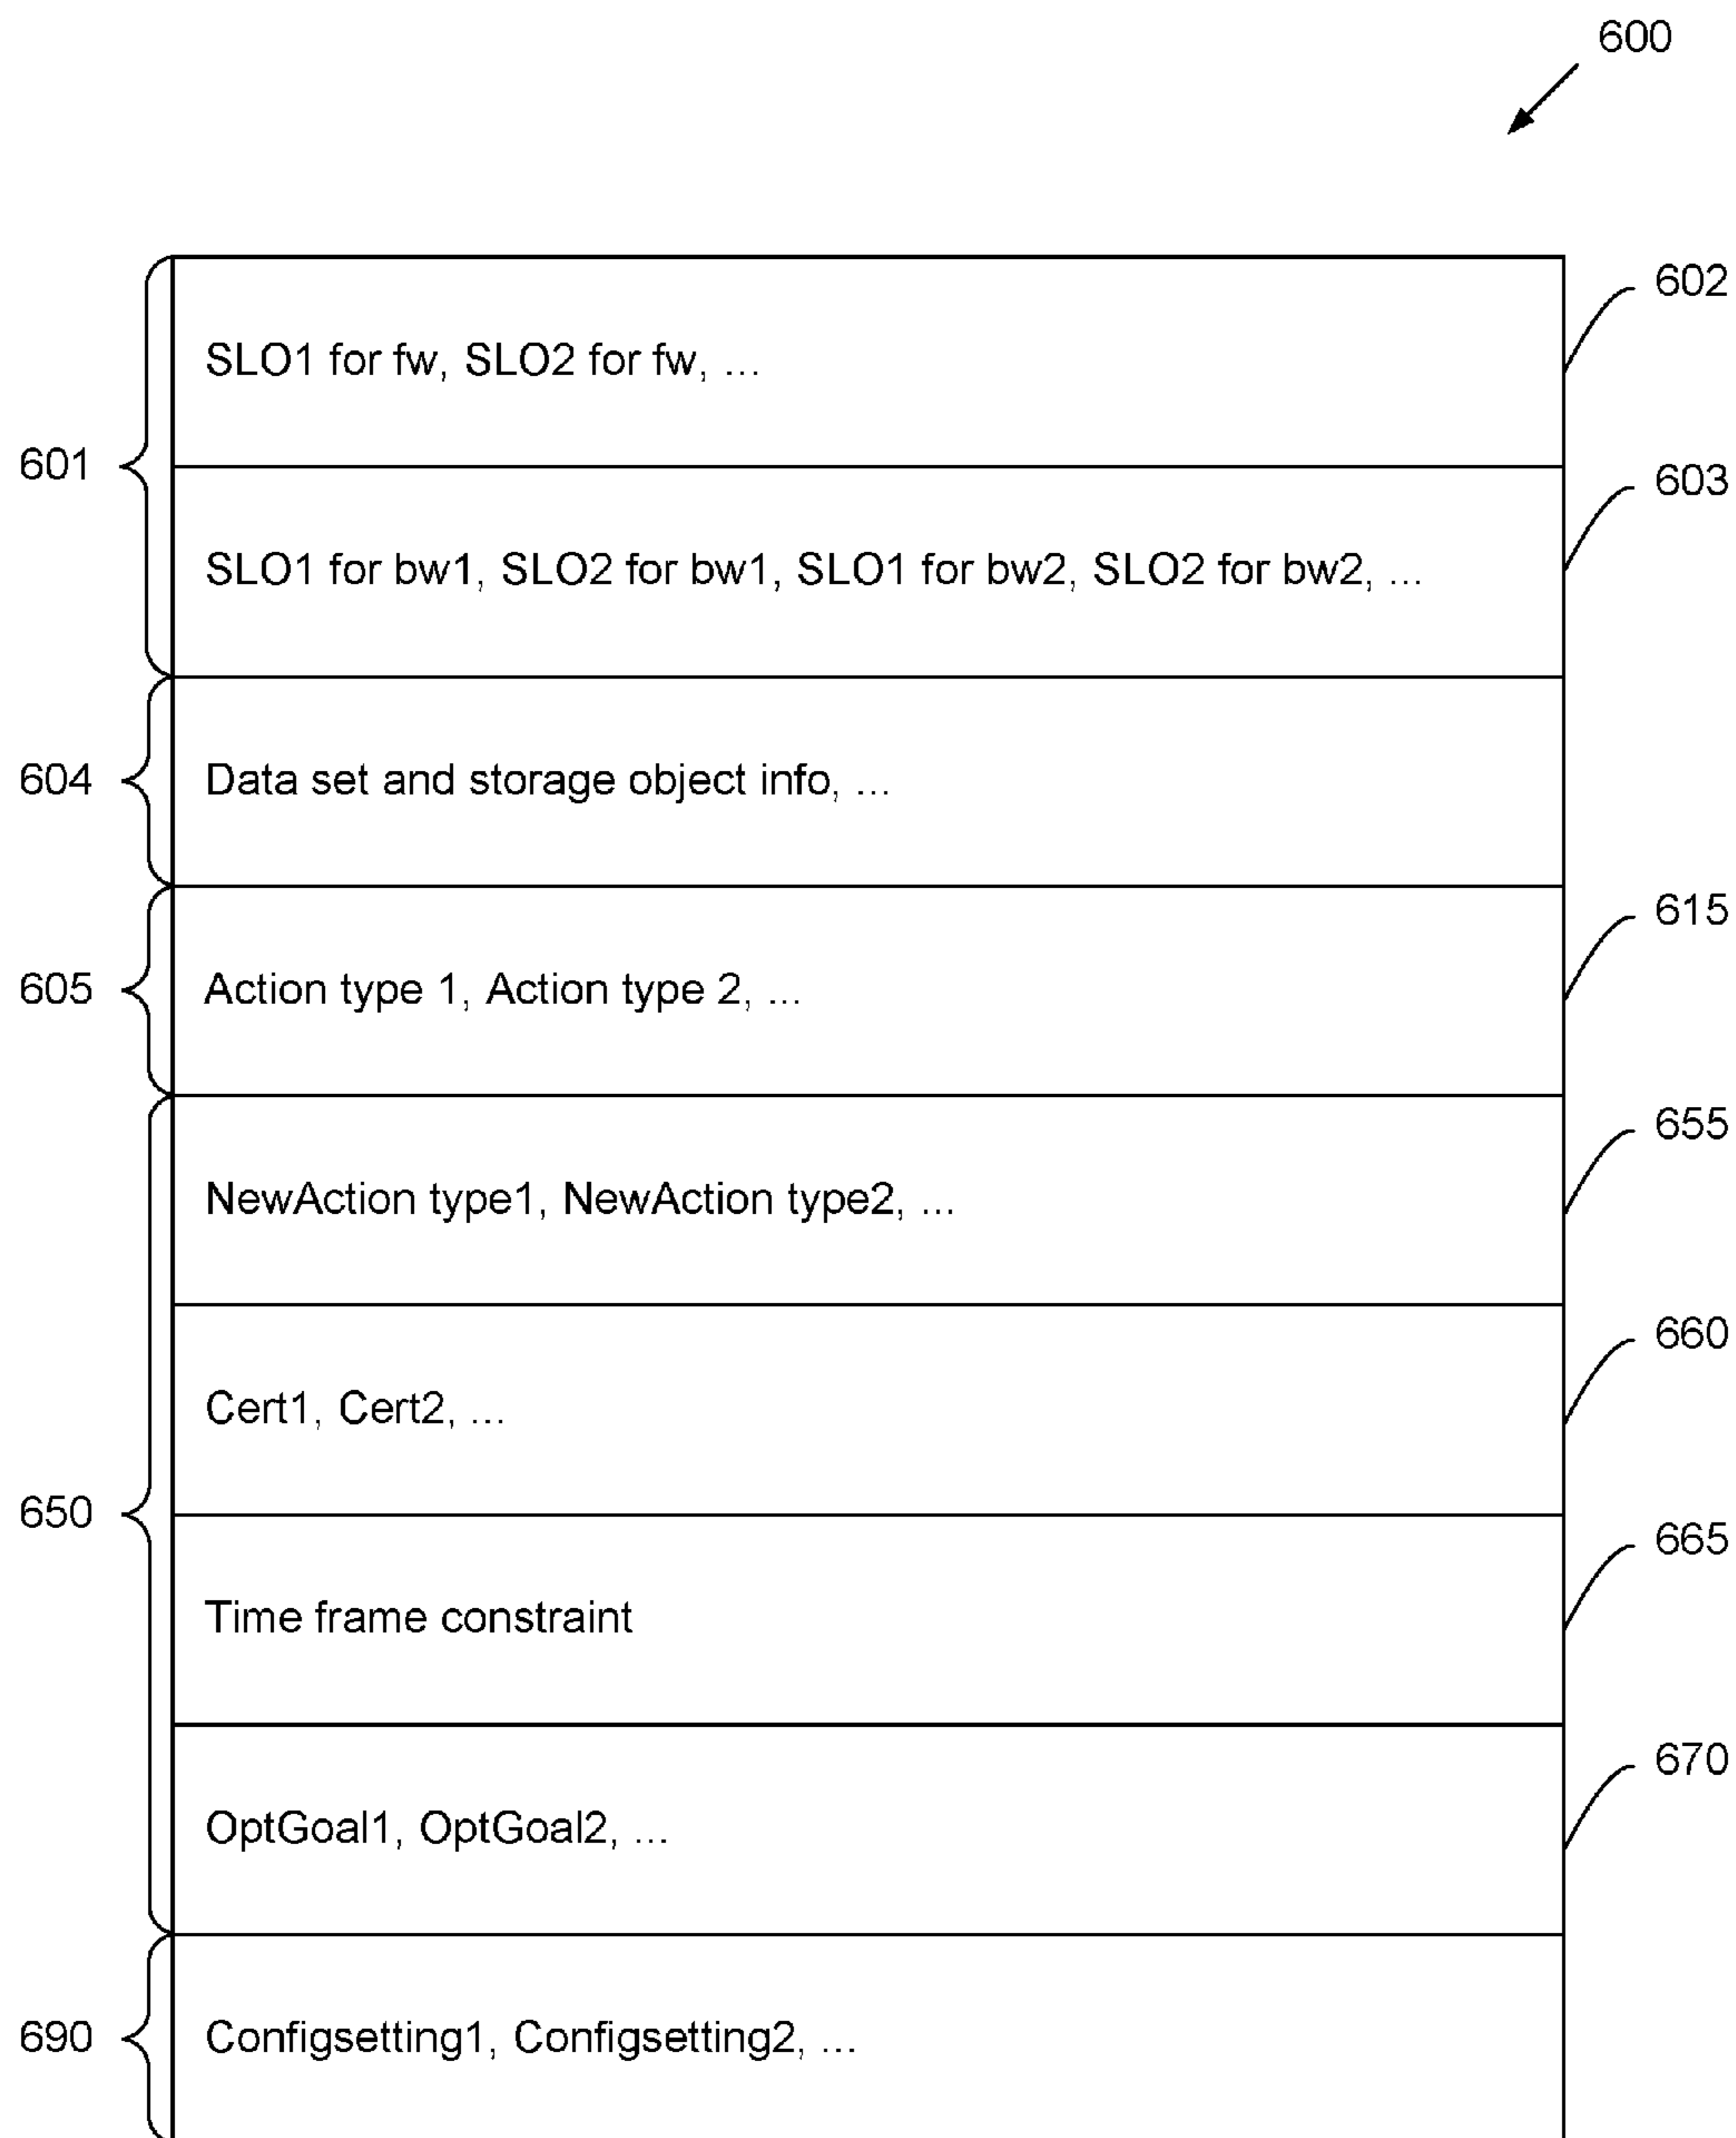 600
602
SLO1 for fw, SLO2 for fw, ...
601
603
SLO1 for bw1, SLO2 for bw1, SLO1 for bw2, SLO2 for bw2, ...
604
Data set and storage object info, ...
615
605
Action type 1, Action type 2, ...
655
NewAction type1, NewAction type2, ...
660
Cert1, Cert2, ...
650
665
Time frame constraint
670
OptGoal1, OptGoal2, ...
690
Configsetting1, Configsetting2, ...